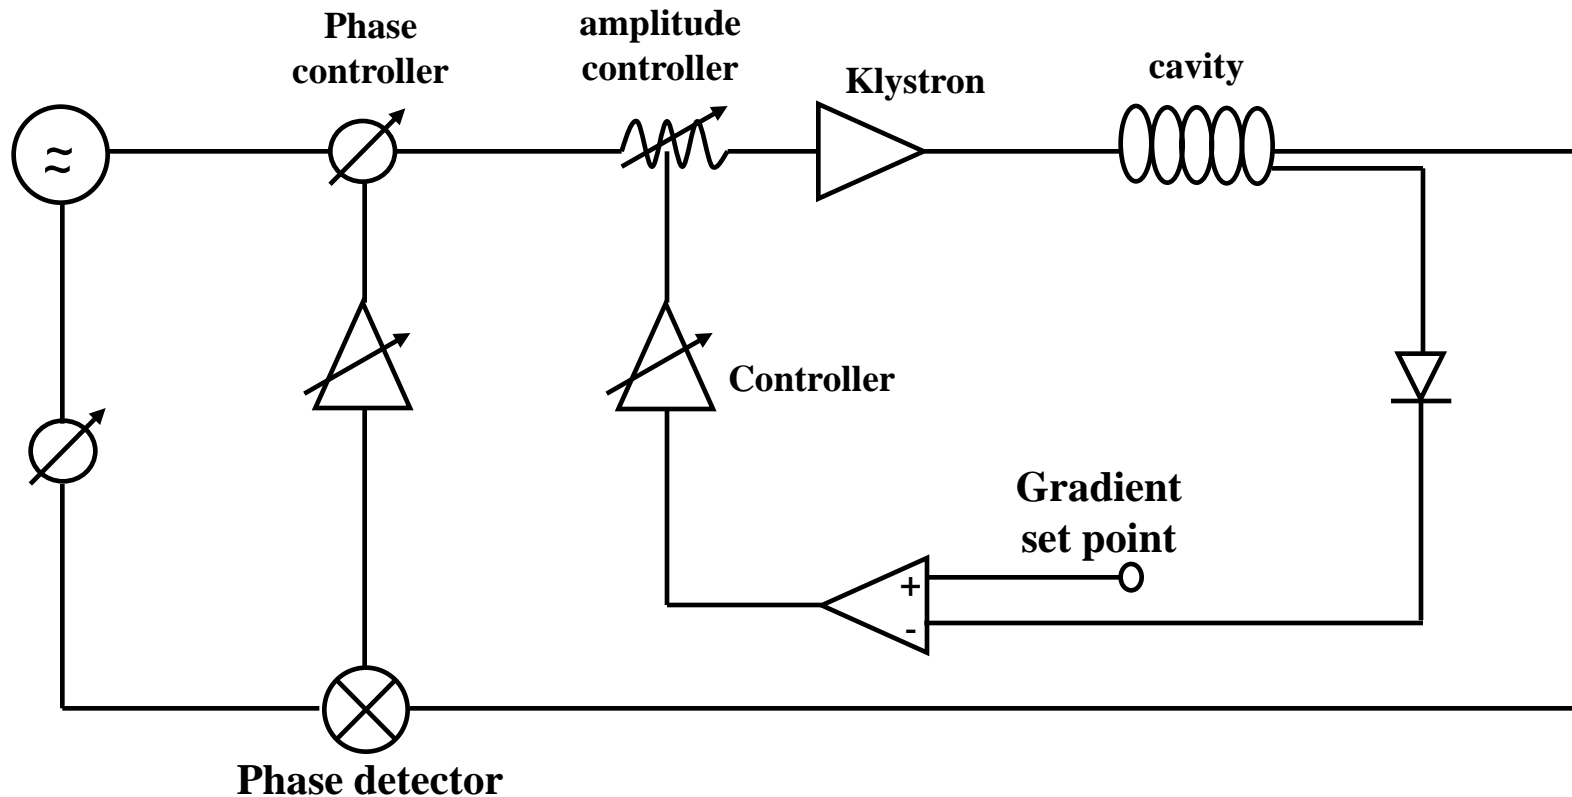 Phase
controller
amplitude
controller
Klystron
cavity
≈
Controller
Gradient
set point
+
-
Phase detector